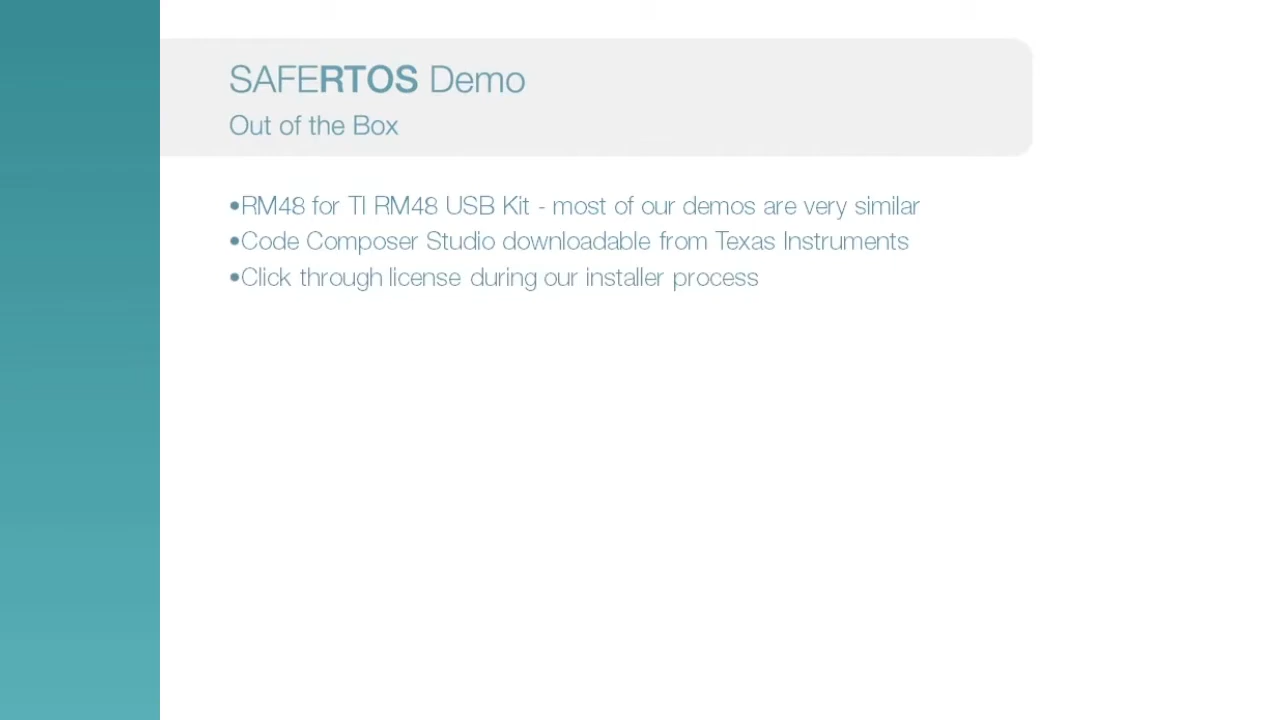 SAFERTOS Demo
Out of the Box
•RM48 for TI RM48 USB Kit - most of our demos are very similar
•Code Composer Studio downloadable from Texas Instruments
•Click through license during our installer process